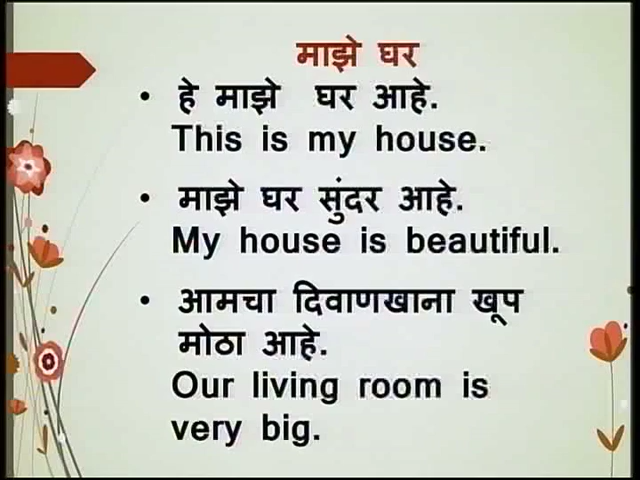 माझे घर
• हे माझे घर आहे.
This is my house.
• माझे घर सुंदर आहे.
My house is beautiful.
• आमचा दिवाणखाना खूप
मोठा आहे.
Our living room is
very big.